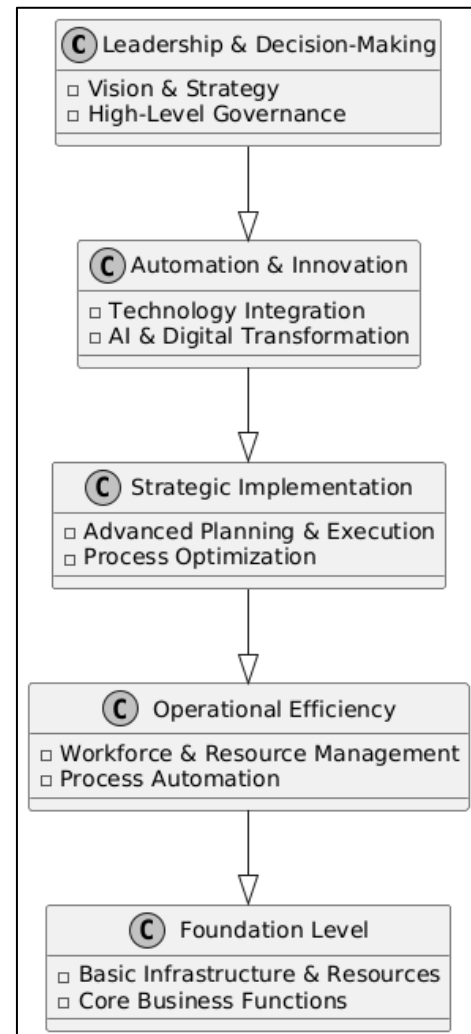 C Leadership & Decision-Making
Vision & Strategy
High-Level Governance
C Automation & Innovation
Technology Integration
AI & Digital Transformation
C Strategic Implementation
Advanced Planning & Execution
Process Optimization
C Operational Efficiency
Workforce & Resource Management
Process Automation
C Foundation Level
Basic Infrastructure & Resources
Core Business Functions